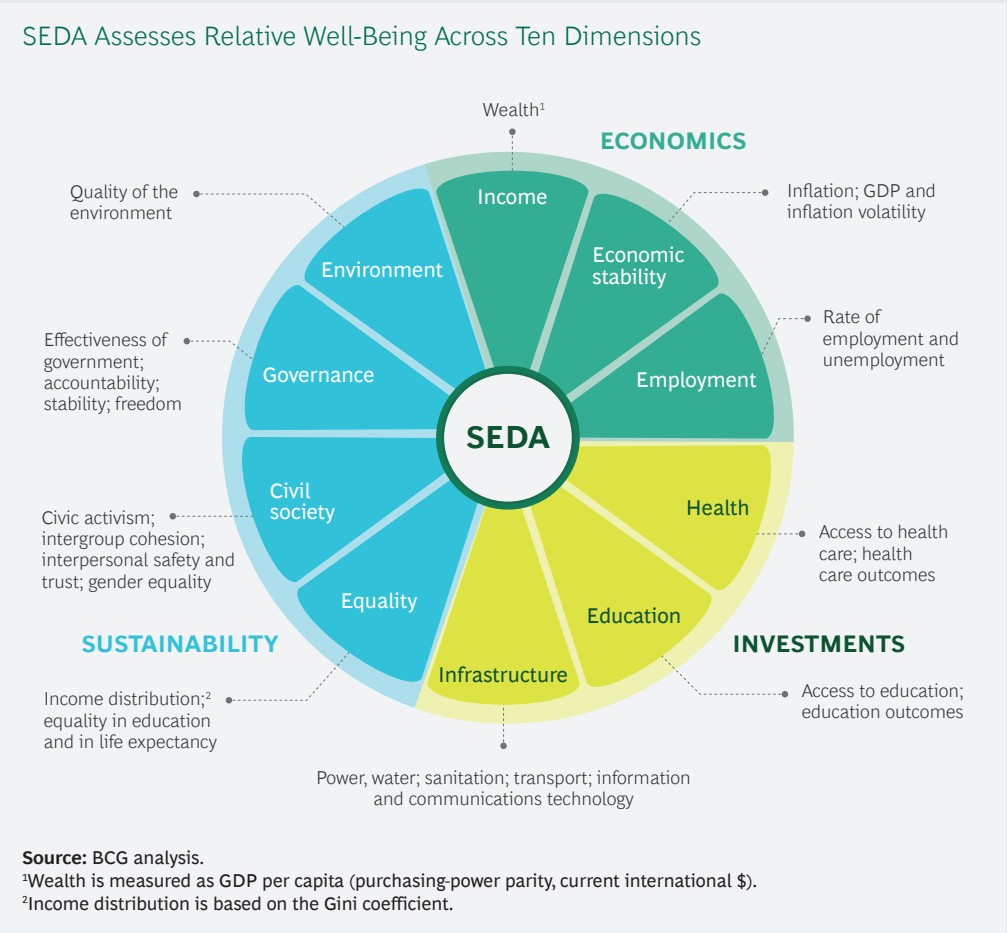 SEDA Assesses Relative Well-Being Across Ten Dimensions
Wealth¹
ECONOMICS
Income
Inflation; GDP and
inflation volatility
Economic
stability
Rate of
employment and
unemployment
Employment
SEDA
Health
Access to health
care; health
care outcomes
INVESTMENTS
Education
Access to education;
education outcomes
Infrastructure
Power, water; sanitation; transport; information
and communications technology
Equality
Income distribution;²
equality in education
and in life expectancy
SUSTAINABILITY
Civil
society
Civic activism;
intergroup cohesion;
interpersonal safety and
trust; gender equality
Governance
Effectiveness of
government;
accountability;
stability; freedom
Environment
Quality of the
environment
Source: BCG analysis.
¹Wealth is measured as GDP per capita (purchasing-power parity, current international $).
²Income distribution is based on the Gini coefficient.